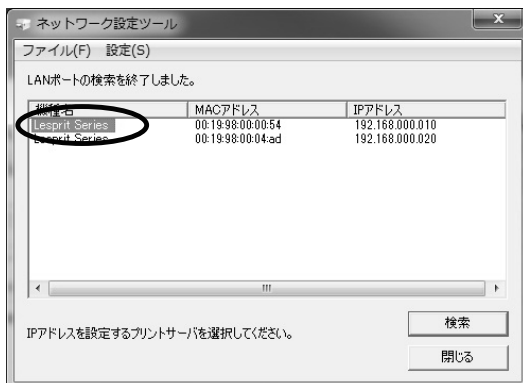 ネットワーク設定ツール
ファイル(F) 設定(S)
LANポートの検索を終了しました。
機種名 MACアドレス IPアドレス
Lesprit Series 00:19:98:00:00:54 192.168.000.010
Lesprit Series 00:19:98:00:04:ad 192.168.000.020
IPアドレスを設定するプリントサーバを選択してください。
検索
閉じる